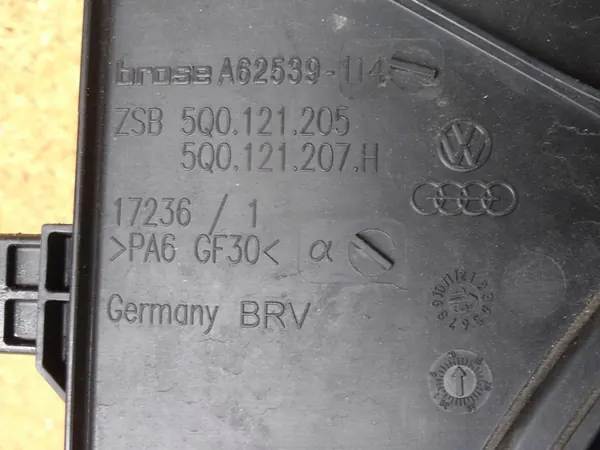 brose A62539-114
ZSB 5Q0.121.205
5Q0.121.207.H
17236 / 1
>PA6 GF30< α
Germany BRV